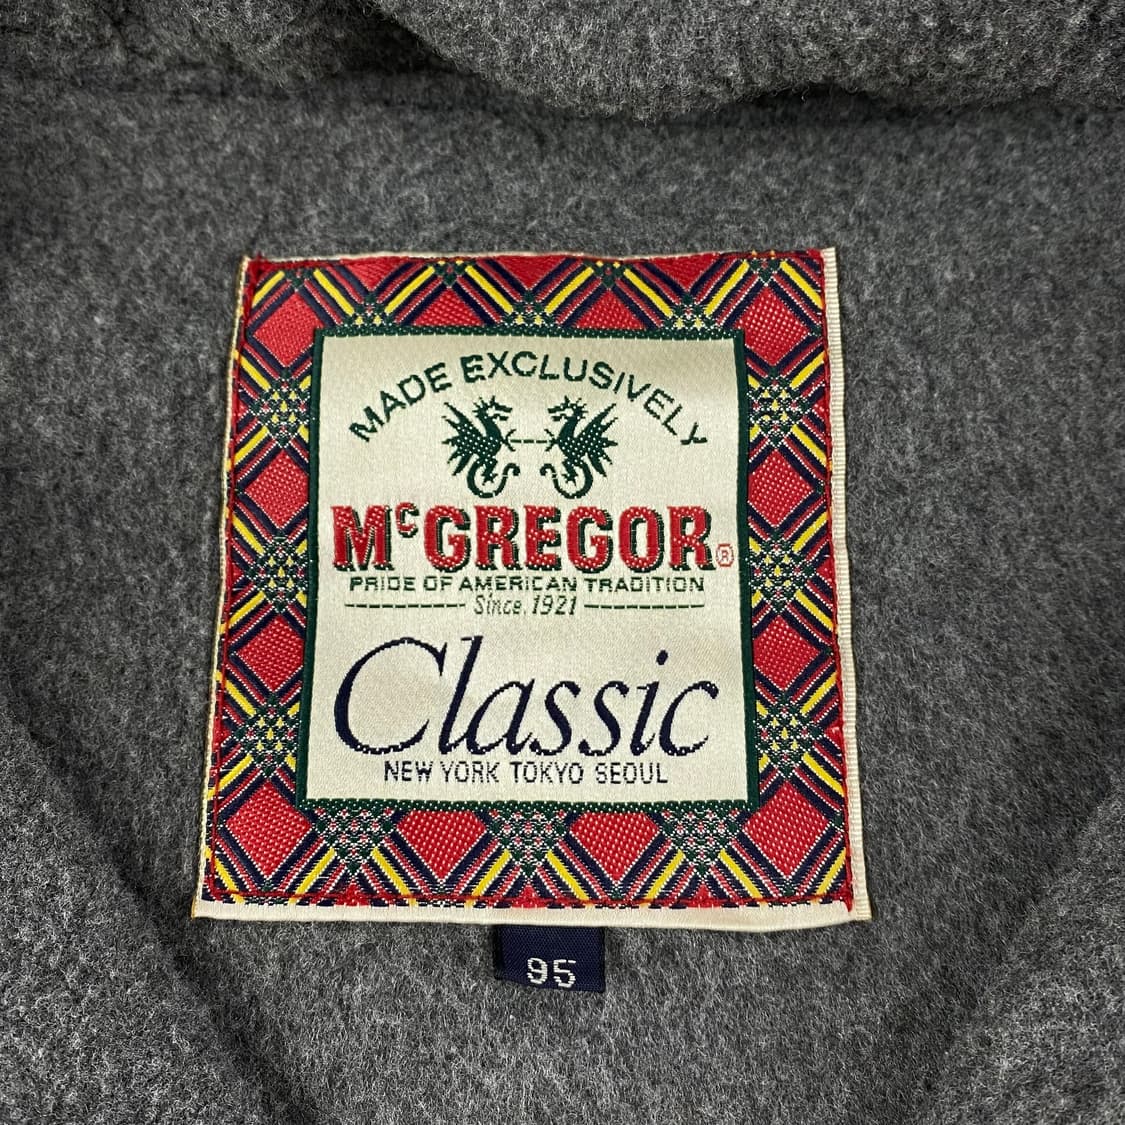 MADE EXCLUSIVELY
McGREGOR®
PRIDE OF AMERICAN TRADITION
Since.1921
Classic
NEW YORK TOKYO SEOUL
95